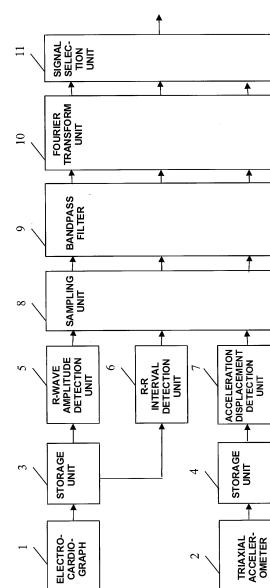 1
ELECTRO-
CARDIO-
GRAPH
2
TRIAXIAL
ACCELER-
OMETER
3
STORAGE
UNIT
4
STORAGE
UNIT
5
R-WAVE
AMPLITUDE
DETECTION
UNIT
6
R-R
INTERVAL
DETECTION
UNIT
7
ACCELERATION
DISPLACEMENT
DETECTION
UNIT
8
SAMPLING
UNIT
9
BANDPASS
FILTER
10
FOURIER
TRANSFORM
UNIT
11
SIGNAL
SELEC-
TION
UNIT